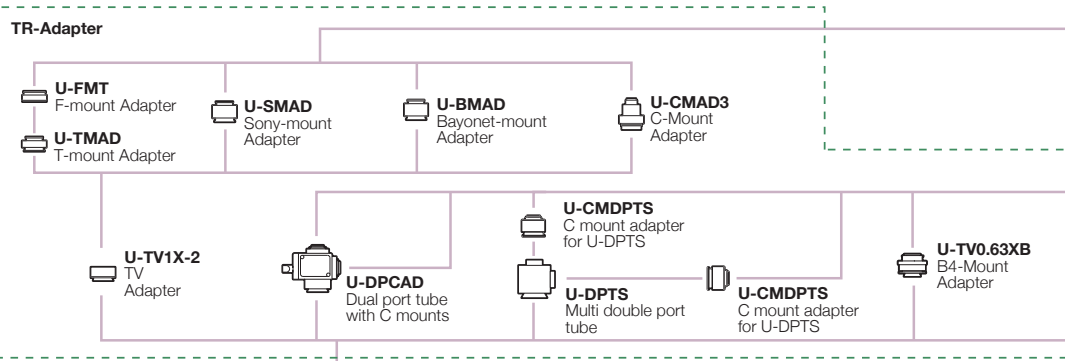 TR-Adapter
U-FMT
F-mount Adapter
U-TMAD
T-mount Adapter
U-SMAD
Sony-mount
Adapter
U-BMAD
Bayonet-mount
Adapter
U-CMAD3
C-Mount
Adapter
U-TV1X-2
TV
Adapter
U-DPCAD
Dual port tube
with C mounts
U-CMDPTS
C mount adapter
for U-DPTS
U-DPTS
Multi double port
tube
U-CMDPTS
C mount adapter
for U-DPTS
U-TV0.63XB
B4-Mount
Adapter